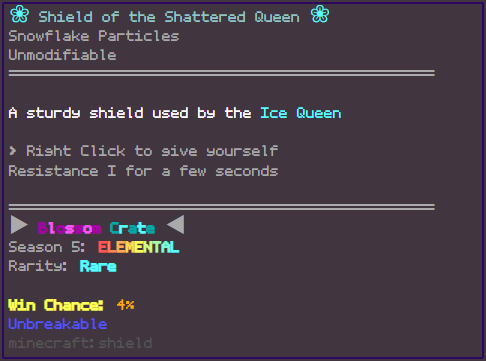 ❀ Shield of the Shattered Queen ❀
Snowflake Particles
Unmodifiable
A sturdy shield used by the Ice Queen
> Right Click to give yourself
Resistance I for a few seconds
▶ Blossom Crate ◀
Season 5: ELEMENTAL
Rarity: Rare
Win Chance: 4%
Unbreakable
minecraft:shield